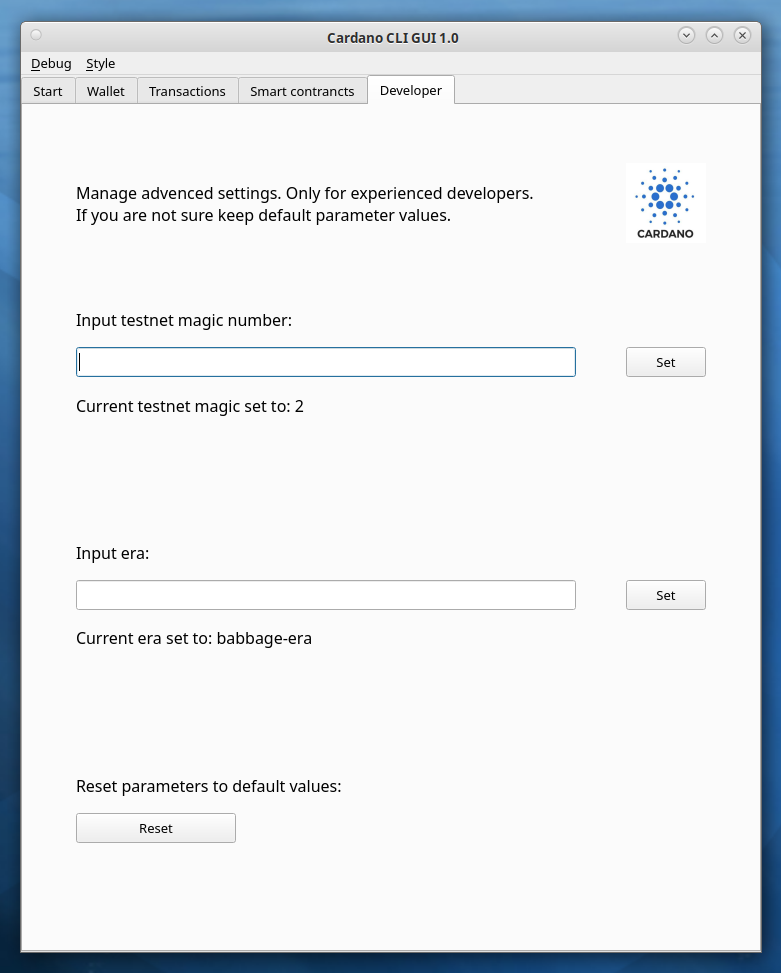 Cardano CLI GUI 1.0
Debug Style
Start Wallet Transactions Smart contrancts Developer
Manage advenced settings. Only for experienced developers.
If you are not sure keep default parameter values.
CARDANO
Input testnet magic number:
Set
Current testnet magic set to: 2
Input era:
Set
Current era set to: babbage-era
Reset parameters to default values:
Reset